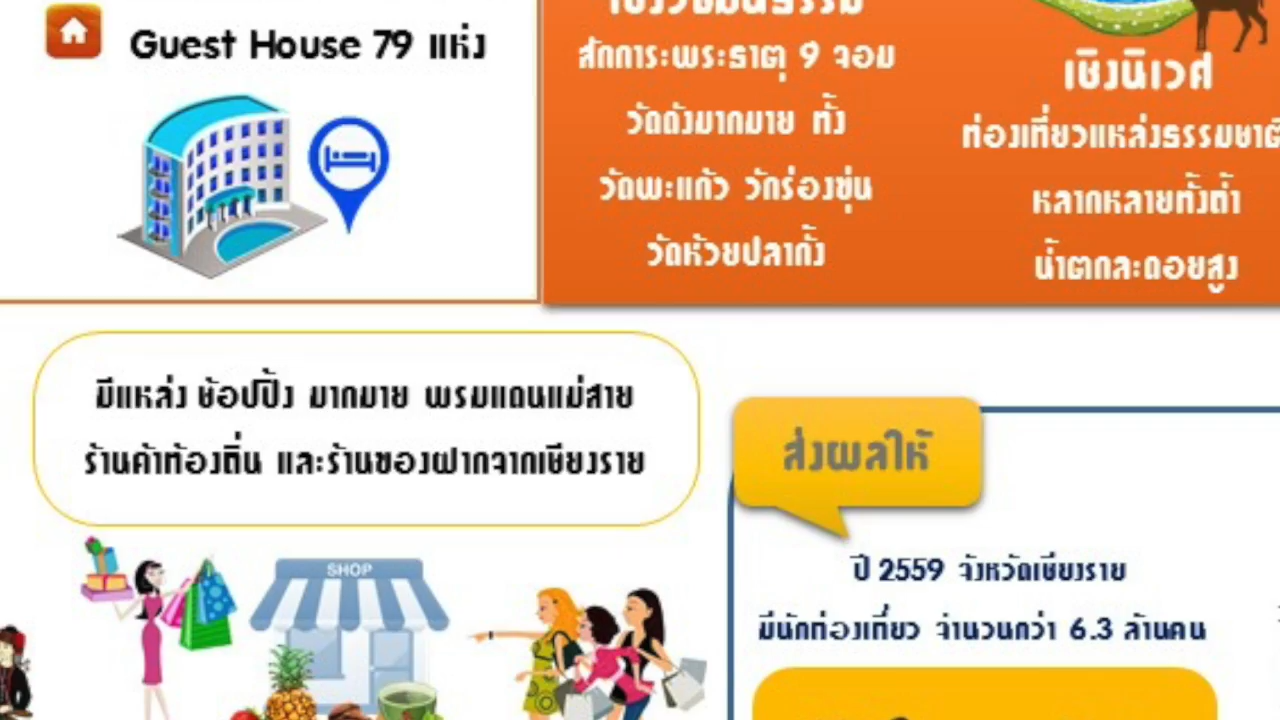 Guest House 79 แห่ง
เชิงวัฒนธรรม
สักการะพระธาตุ 9 จอม
วัดดังมากมาย ทั้ง
วัดพะแก้ว วักร่องขุ่น
วัดห้วยปลากั้ง
เชิงนิเวศ
ท่องเที่ยวแหล่งธรรมชาติ
หลากหลายทั้งถ้ำ
น้ำตกละดอยสูง
มีแหล่ง ช้อปปิ้ง มากมาย พรมแดนแม่สาย
ร้านค้าท้องถิ่น และร้านของฝากจากเชียงราย
SHOP
ส่งผลให้
ปี 2559 จังหวัดเชียงราย
มีนักท่องเที่ยว จำนวนกว่า 6.3 ล้านคน